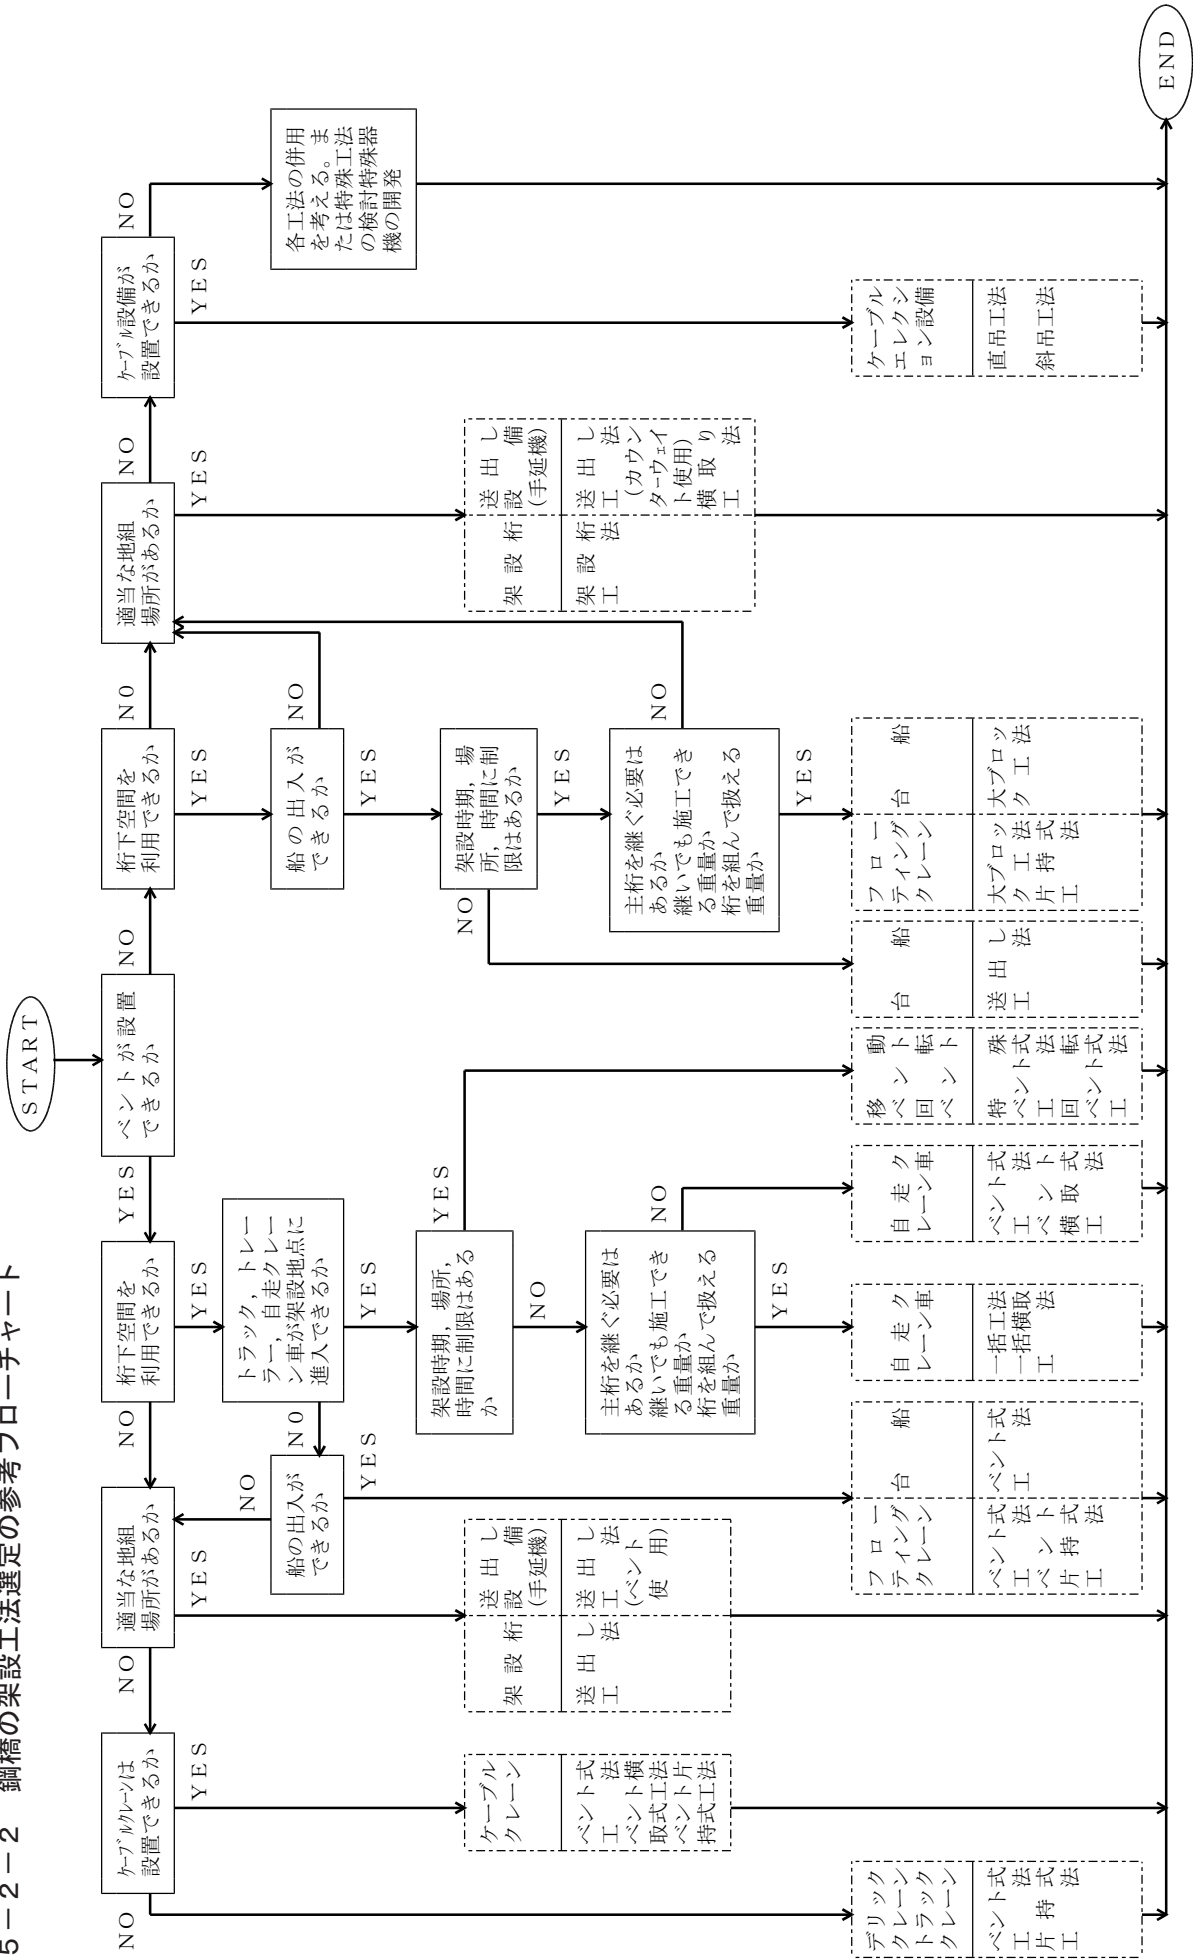 5－2－2　鋼橋の架設工法選定の参考フローチャート
START
ベントが設置
できるか
YES
NO
桁下空間を
利用できるか
NO
YES
適当な地組
場所があるか
NO
YES
ケーブルクレーンは
設置できるか
NO
YES
トラック，トレー
ラー，自走クレー
ン車が架設地点に
進入できるか
N0
YES
船の出入が
できるか
NO
YES
架設時期，場所，
時間に制限はある
か
YES
NO
主桁を継ぐ必要は
あるか
継いでも施工でき
る重量か
桁を組んで扱える
重量か
NO
YES
デリック
クレーン
トラック
クレーン
ベント式
工法
片持式
工法
ケーブル
クレーン
ベント式
工法
ベント横
取式工法
ベント片
持式工法
架設桁
送出し
工法
送出し
設備
(手延機)
送出し
工法
(ベント
使用)
フロー
ティング
クレーン
ベント式
工法
ベント
片持式
工法
台船
ベント式
工法
自走ク
レーン車
一括工法
一括横取
工法
自走ク
レーン車
ベント式
工法
ベント
横取式
工法
移動
ベント
回転
ベント
特殊
ベント式
工法
回転
ベント式
工法
桁下空間を
利用できるか
N0
YES
船の出入が
できるか
NO
YES
架設時期，場
所，時間に制
限はあるか
NO
YES
主桁を継ぐ必要は
あるか
継いでも施工でき
る重量か
桁を組んで扱える
重量か
NO
YES
台船
送出し
工法
フロー
ティング
クレーン
大ブロッ
ク工法
片持式
工法
台船
大ブロッ
ク工法
適当な地組
場所があるか
NO
YES
架設桁
架設桁
工法
送出し
設備
(手延機)
送出し
工法
(カウン
ターウェイ
ト使用)
横取り
工法
ケーブル設備が
設置できるか
NO
YES
ケーブル
エレクシ
ョン設備
直吊工法
斜吊工法
各工法の併用
を考える。ま
たは特殊工法
の検討特殊器
機の開発
END